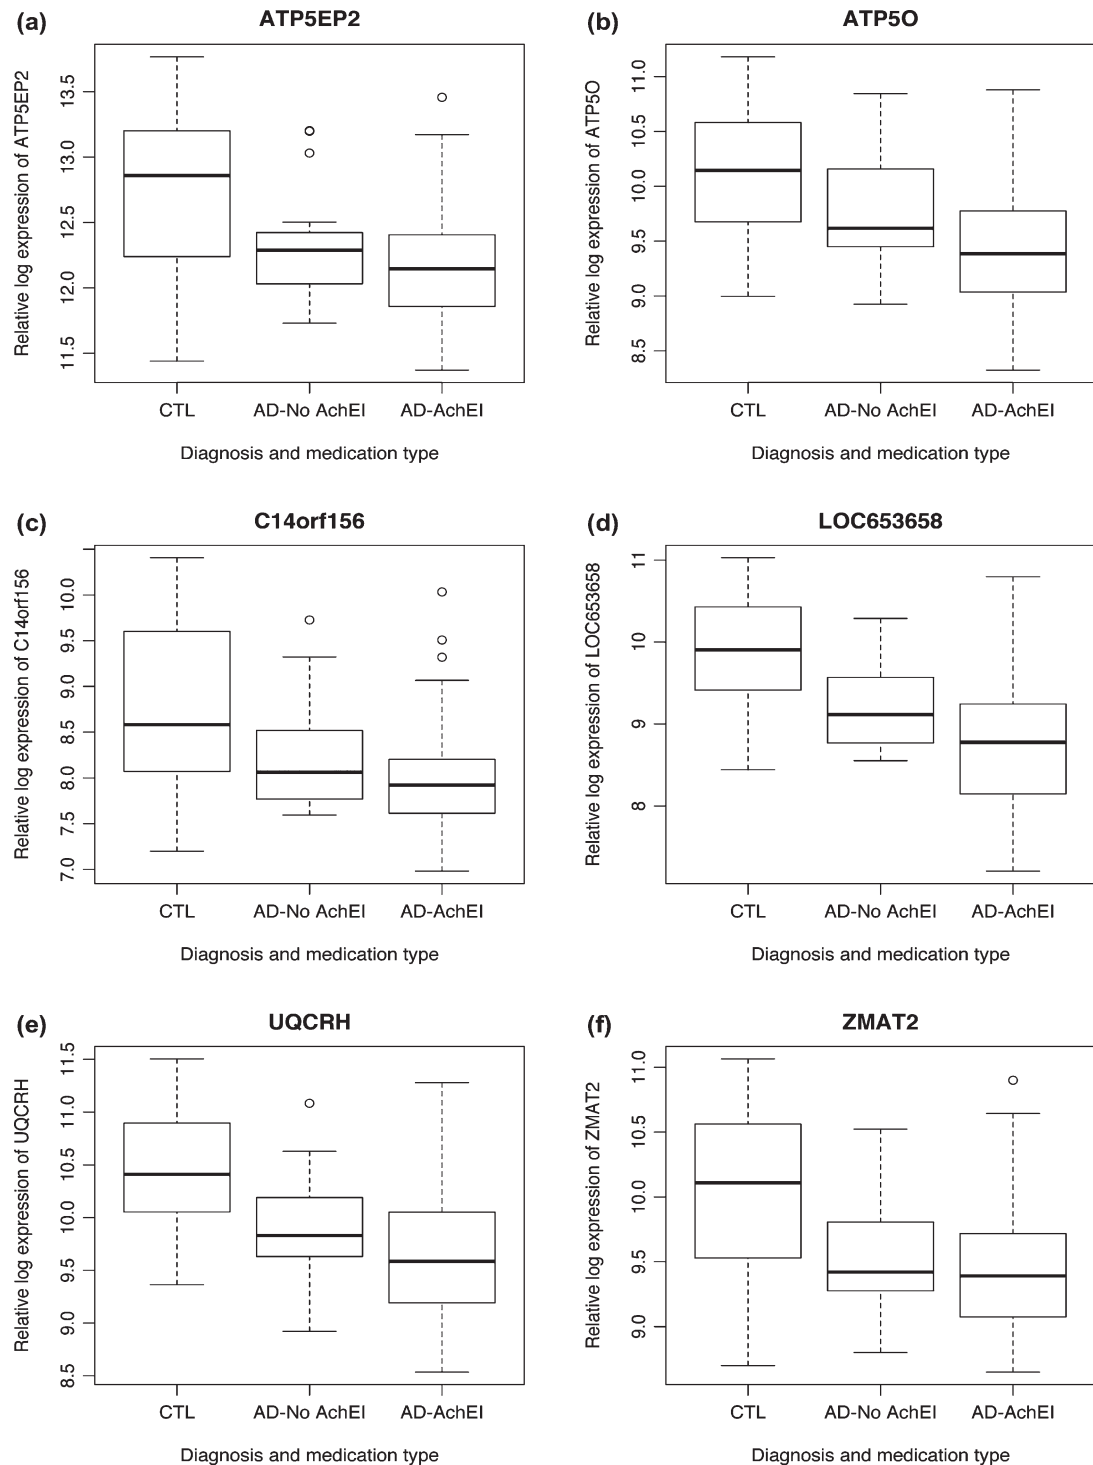 (a) ATP5EP2
Relative log expression of ATP5EP2
13.5
13.0
12.5
12.0
11.5
CTL AD-No AchEI AD-AchEI
Diagnosis and medication type
(b) ATP5O
Relative log expression of ATP5O
11.0
10.5
10.0
9.5
9.0
8.5
CTL AD-No AchEI AD-AchEI
Diagnosis and medication type
(c) C14orf156
Relative log expression of C14orf156
10.0
9.5
9.0
8.5
8.0
7.5
7.0
CTL AD-No AchEI AD-AchEI
Diagnosis and medication type
(d) LOC653658
Relative log expression of LOC653658
11
10
9
8
CTL AD-No AchEI AD-AchEI
Diagnosis and medication type
(e) UQCRH
Relative log expression of UQCRH
11.5
11.0
10.5
10.0
9.5
9.0
8.5
CTL AD-No AchEI AD-AchEI
Diagnosis and medication type
(f) ZMAT2
Relative log expression of ZMAT2
11.0
10.5
10.0
9.5
9.0
CTL AD-No AchEI AD-AchEI
Diagnosis and medication type